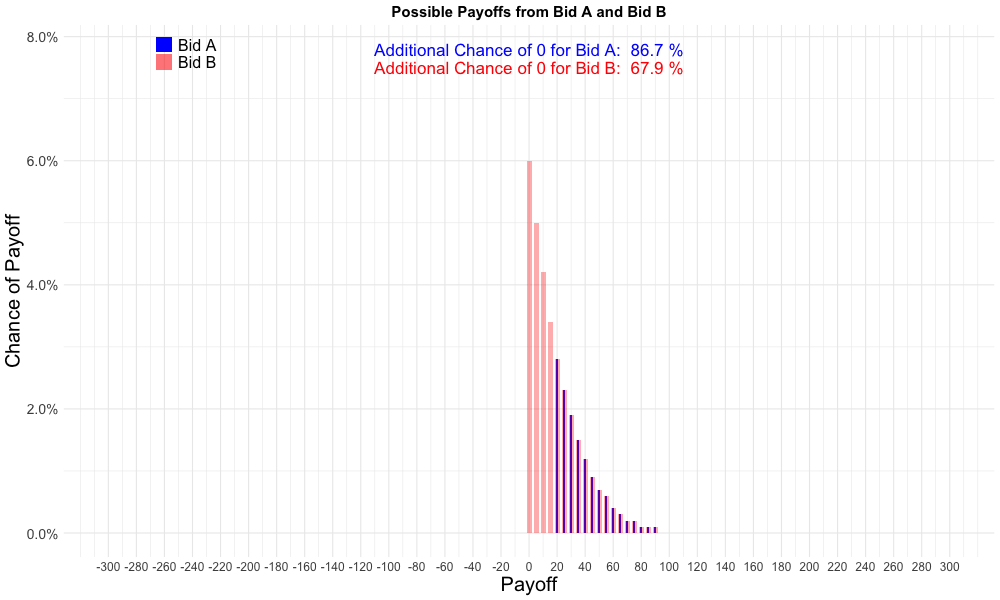 Possible Payoffs from Bid A and Bid B
Bid A
Bid B
Additional Chance of 0 for Bid A: 86.7 %
Additional Chance of 0 for Bid B: 67.9 %
8.0%
6.0%
4.0%
2.0%
0.0%
Chance of Payoff
-300 -280 -260 -240 -220 -200 -180 -160 -140 -120 -100 -80 -60 -40 -20 0 20 40 60 80 100 120 140 160 180 200 220 240 260 280 300
Payoff